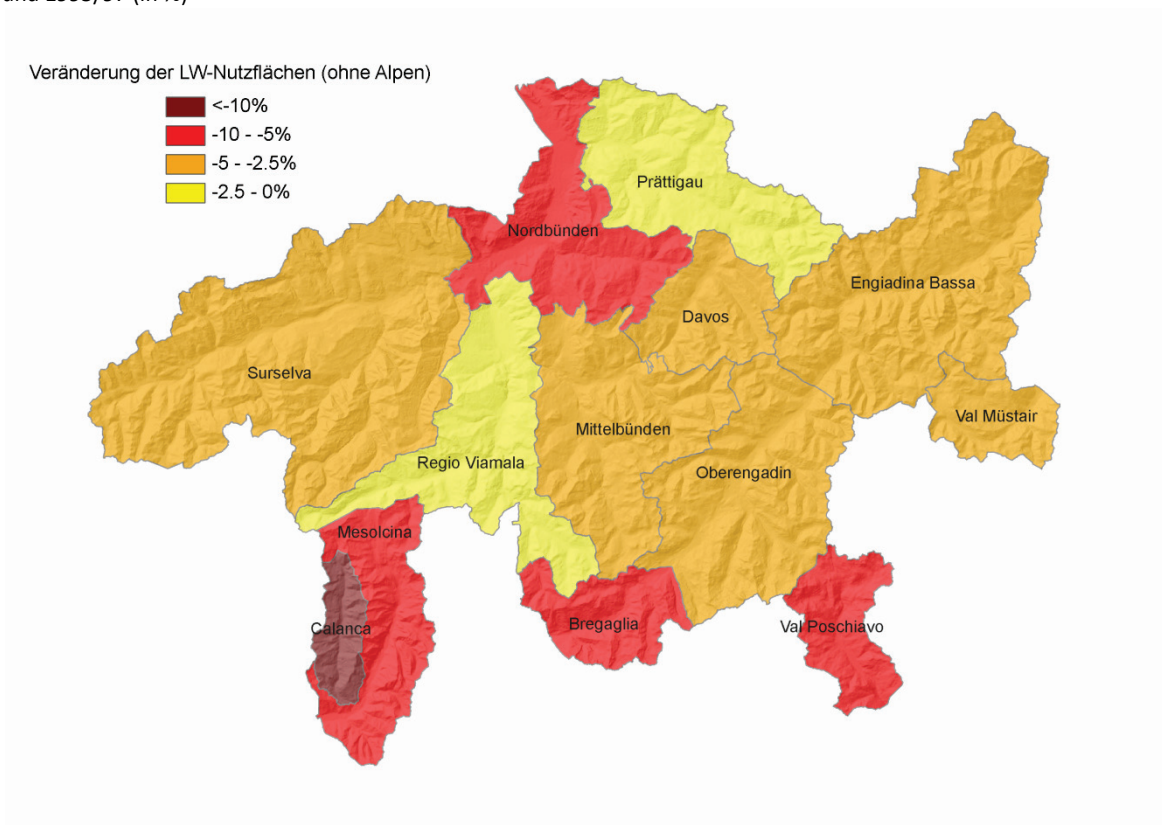 Veränderung der LW-Nutzflächen (ohne Alpen)
<-10%
-10 - -5%
-5 - -2.5%
-2.5 - 0%
Prättigau
Nordbünden
Engiadina Bassa
Davos
Surselva
Val Müstair
Mittelbünden
Regio Viamala
Oberengadin
Mesolcina
Calanca
Bregaglia
Val Poschiavo